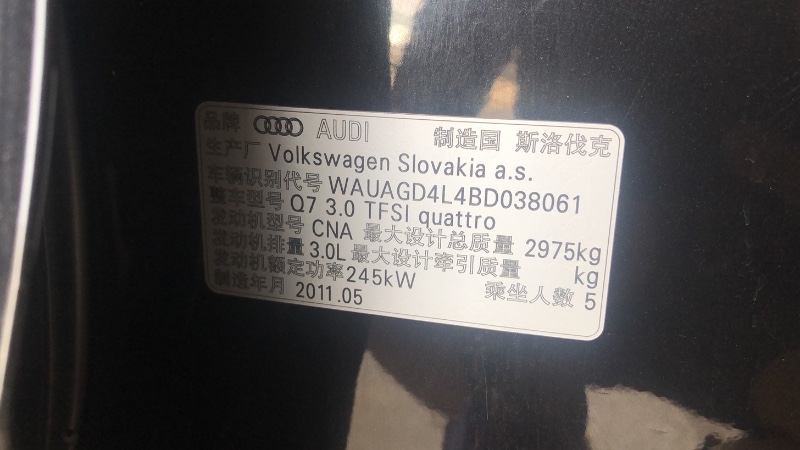 品牌 AUDI 制造国 斯洛伐克
生产厂 Volkswagen Slovakia a.s.
车辆识别代号 WAUAGD4L4BD038061
整车型号 Q7 3.0 TFSI quattro
发动机型号 CNA 最大设计总质量 2975kg
发动机排量 3.0L 最大设计牵引质量 kg
发动机额定功率 245kW 乘坐人数 5
制造年月 2011.05